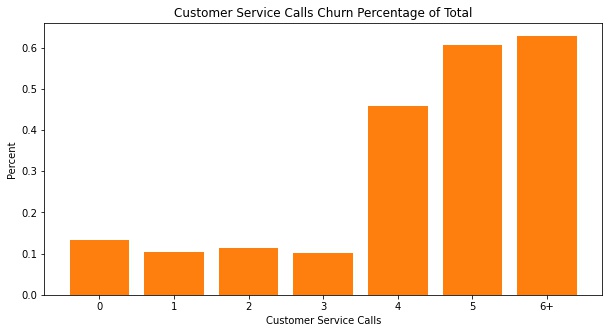 Customer Service Calls Churn Percentage of Total
Percent
0.6
0.5
0.4
0.3
0.2
0.1
0.0
0 1 2 3 4 5 6+
Customer Service Calls